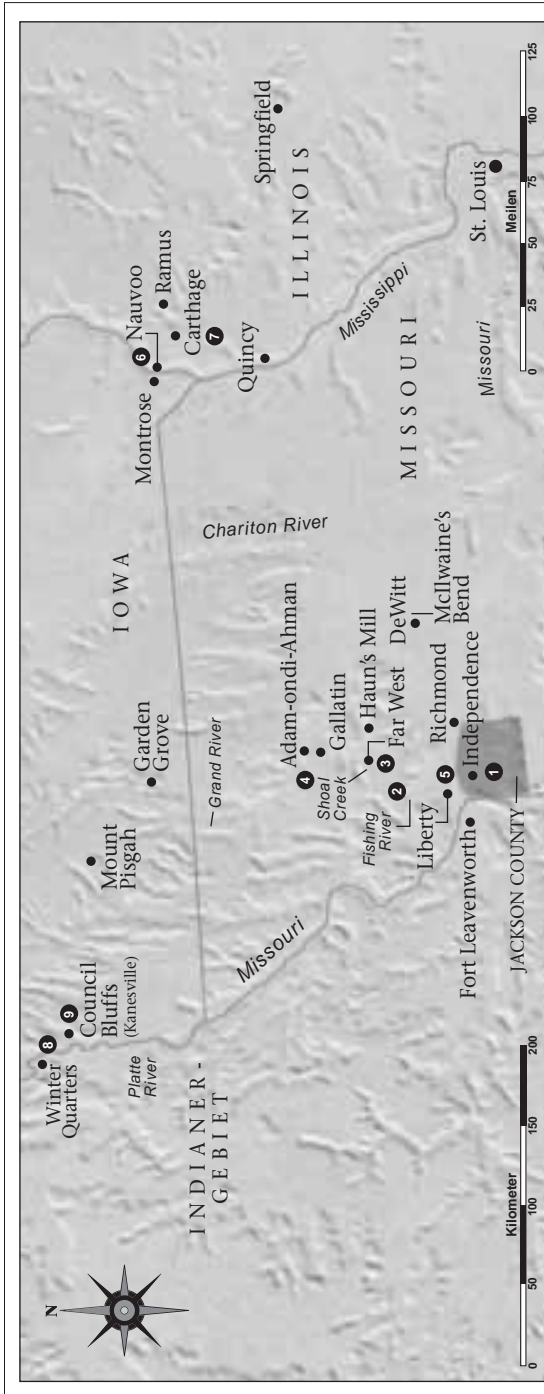 N
8
Winter
Quarters
9
Council
Bluffs
(Kanesville)
Mount
Pisgah
Garden
Grove
IOWA
Montrose
6
Nauvoo
Ramus
Carthage
7
Platte
River
INDIANER-
GEBIET
Grand River
Missouri
Chariton River
Quincy
Springfield
ILLINOIS
Mississippi
4
Adam-ondi-Ahman
Gallatin
Shoal
Creek
Haun's Mill
3
Far West
2
Fishing
River
DeWitt
McIlwaine's
Bend
MISSOURI
Liberty
5
Richmond
Independence
1
Fort Leavenworth
JACKSON COUNTY
Missouri
St. Louis
Kilometer
0
50
100
150
200
Meilen
0
25
50
75
100
125